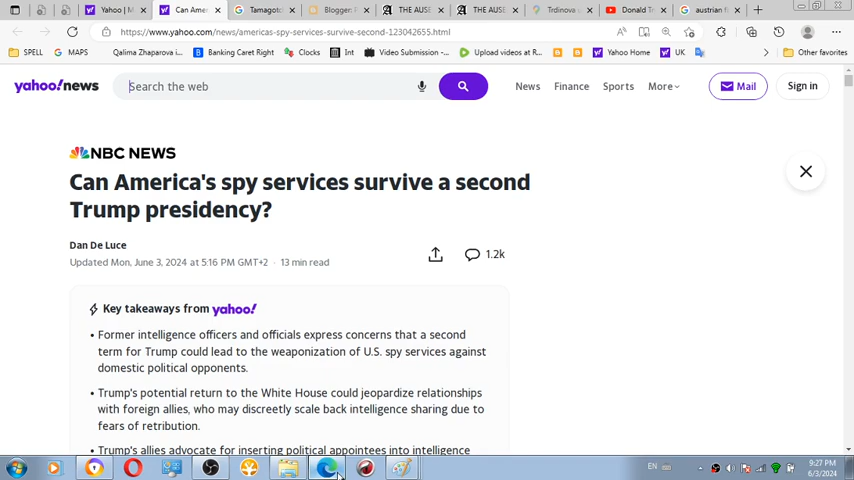 Yahoo | M
Can Ame
Tamagotc
Blogger: P
THE AUSE
THE AUSE
Trdinova u
Donald Tr
austrian f
https://www.yahoo.com/news/americas-spy-services-survive-second-123042655.html
SPELL
MAPS
Qalima Zhaparova i...
Banking Caret Right
Clocks
Int
Video Submission -...
Upload videos at R...
Yahoo Home
UK
Other favorites
yahoo!news
Search the web
News
Finance
Sports
More
Mail
Sign in
NBC NEWS
Can America's spy services survive a second
Trump presidency?
Dan De Luce
Updated Mon, June 3, 2024 at 5:16 PM GMT+2 · 13 min read
1.2k
Key takeaways from yahoo!
• Former intelligence officers and officials express concerns that a second
term for Trump could lead to the weaponization of U.S. spy services against
domestic political opponents.
• Trump's potential return to the White House could jeopardize relationships
with foreign allies, who may discreetly scale back intelligence sharing due to
fears of retribution.
• Trump's allies advocate for inserting political appointees into intelligence
EN
9:27 PM
6/3/2024